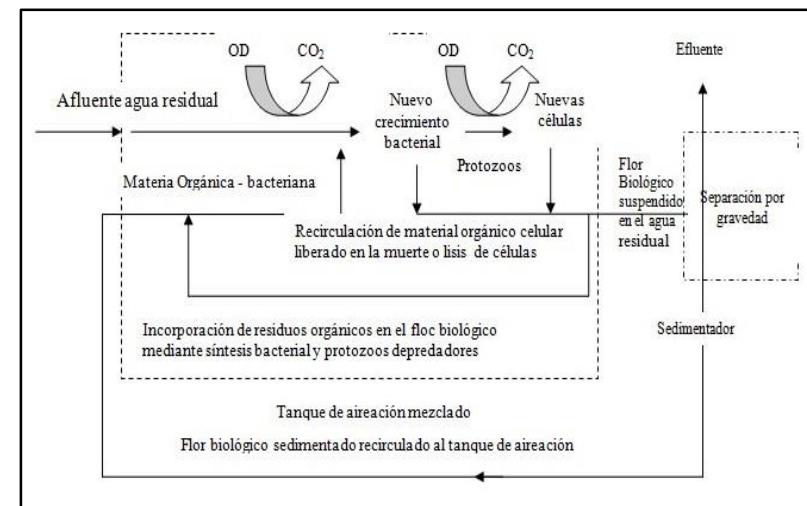 OD
CO₂
OD
CO₂
Efluente
Afluente agua residual
Nuevo
crecimiento
bacterial
Nuevas
células
Protozoos
Materia Orgánica - bacteriana
Flor
Biológico
suspendido
en el agua
residual
Separación por
gravedad
Recirculación de material orgánico celular
liberado en la muerte o lisis de células
Incorporación de residuos orgánicos en el floc biológico
mediante síntesis bacterial y protozoos depredadores
Sedimentador
Tanque de aireación mezclado
Flor biológico sedimentado recirculado al tanque de aireación